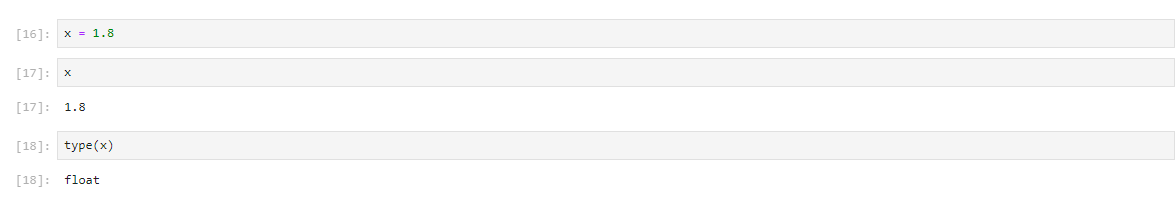 [16]: x = 1.8
[17]: x
[17]: 1.8
[18]: type(x)
[18]: float